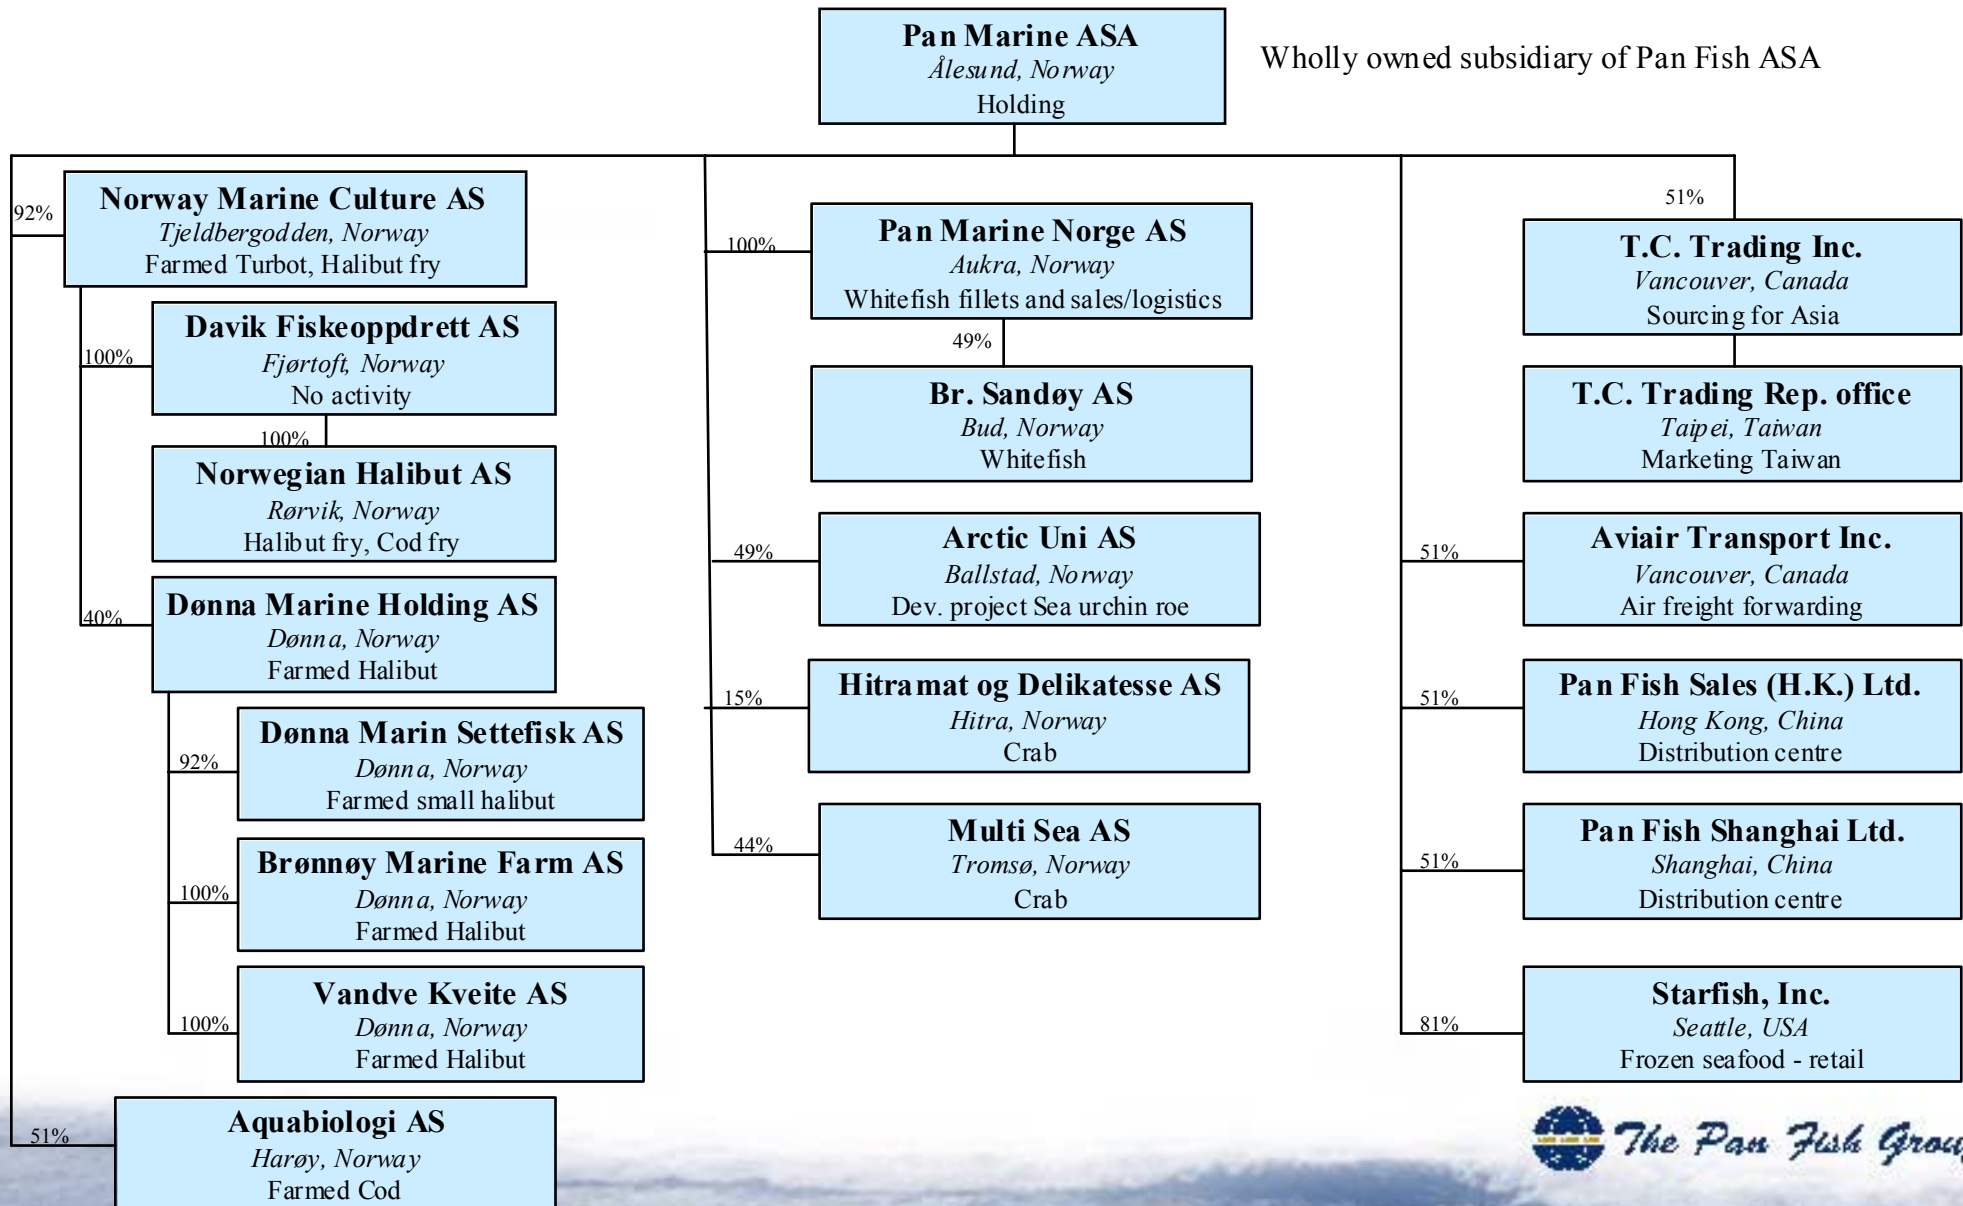 Pan Marine ASA
Ålesund, Norway
Holding
Wholly owned subsidiary of Pan Fish ASA
92%
Norway Marine Culture AS
Tjeldbergodden, Norway
Farmed Turbot, Halibut fry
100%
Davik Fiskeoppdrett AS
Fjørtoft, Norway
No activity
100%
Norwegian Halibut AS
Rørvik, Norway
Halibut fry, Cod fry
40%
Dønna Marine Holding AS
Dønna, Norway
Farmed Halibut
92%
Dønna Marin Settefisk AS
Dønna, Norway
Farmed small halibut
100%
Brønnøy Marine Farm AS
Dønna, Norway
Farmed Halibut
100%
Vandve Kveite AS
Dønna, Norway
Farmed Halibut
51%
Aquabiologi AS
Harøy, Norway
Farmed Cod
100%
Pan Marine Norge AS
Aukra, Norway
Whitefish fillets and sales/logistics
49%
Br. Sandøy AS
Bud, Norway
Whitefish
49%
Arctic Uni AS
Ballstad, Norway
Dev. project Sea urchin roe
15%
Hitramat og Delikatesse AS
Hitra, Norway
Crab
44%
Multi Sea AS
Tromsø, Norway
Crab
51%
T.C. Trading Inc.
Vancouver, Canada
Sourcing for Asia
T.C. Trading Rep. office
Taipei, Taiwan
Marketing Taiwan
51%
Aviair Transport Inc.
Vancouver, Canada
Air freight forwarding
51%
Pan Fish Sales (H.K.) Ltd.
Hong Kong, China
Distribution centre
51%
Pan Fish Shanghai Ltd.
Shanghai, China
Distribution centre
81%
Starfish, Inc.
Seattle, USA
Frozen seafood - retail
The Pan Fish Group